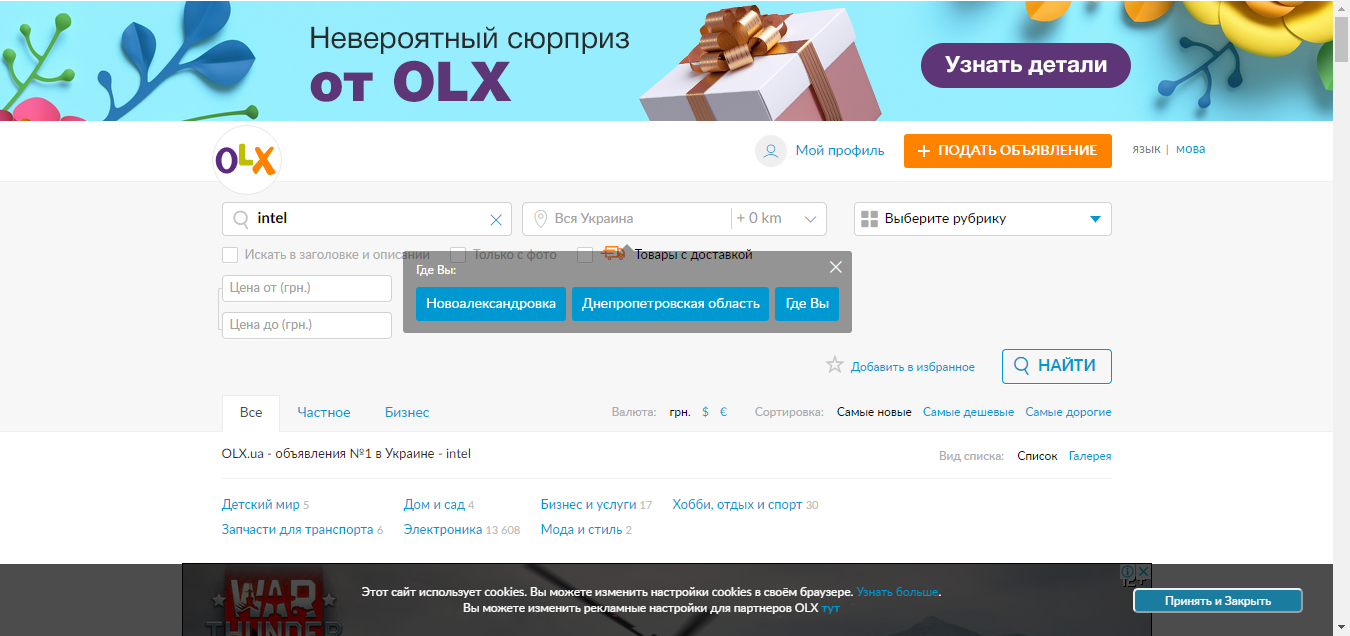 Невероятный сюрприз
от OLX
Узнать детали
OLX
Мой профиль
+ ПОДАТЬ ОБЪЯВЛЕНИЕ
язык | мова
intel
Вся Украина
+ 0 km
Выберите рубрику
Искать в заголовке и описании
Только с фото
Товары с доставкой
Где Вы:
Новоалександровка
Днепропетровская область
Где Вы
Цена от (грн.)
Цена до (грн.)
Добавить в избранное
НАЙТИ
Все
Частное
Бизнес
Валюта: грн. $ €
Сортировка: Самые новые Самые дешевые Самые дорогие
OLX.ua - объявления №1 в Украине - intel
Вид списка: Список Галерея
Детский мир 5
Дом и сад 4
Бизнес и услуги 17
Хобби, отдых и спорт 30
Запчасти для транспорта 6
Электроника 13 608
Мода и стиль 2
WAR
THUNDER
12+
Этот сайт использует cookies. Вы можете изменить настройки cookies в своём браузере. Узнать больше.
Вы можете изменить рекламные настройки для партнеров OLX тут
Принять и Закрыть